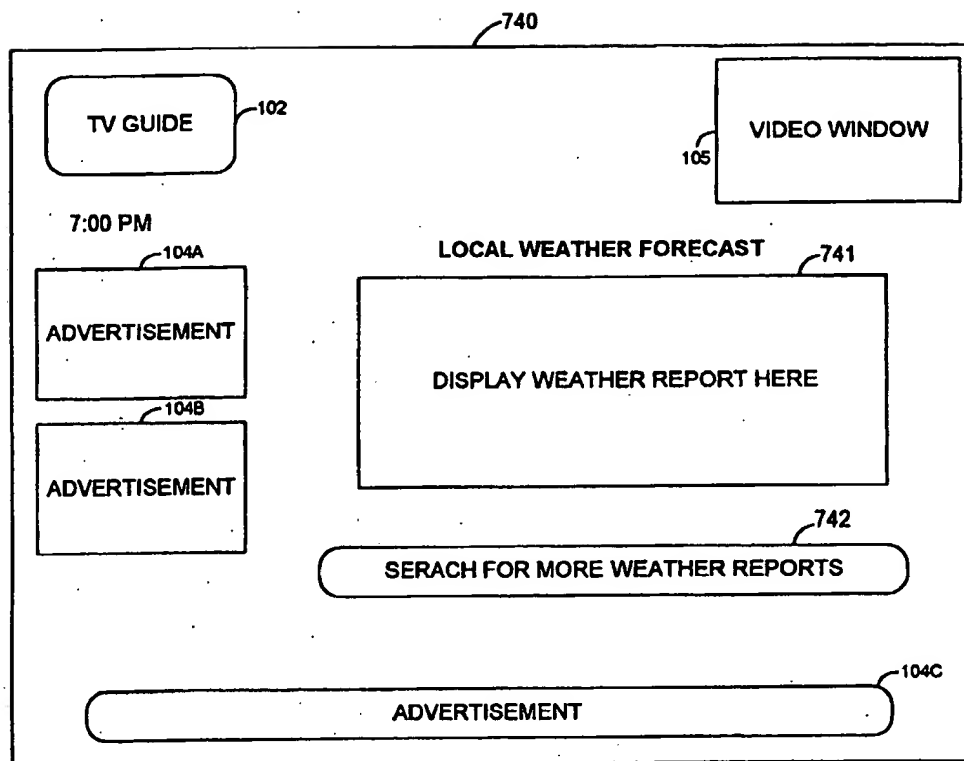 740
TV GUIDE
102
VIDEO WINDOW
105
7:00 PM
LOCAL WEATHER FORECAST
104A
741
ADVERTISEMENT
DISPLAY WEATHER REPORT HERE
104B
ADVERTISEMENT
742
SERACH FOR MORE WEATHER REPORTS
104C
ADVERTISEMENT